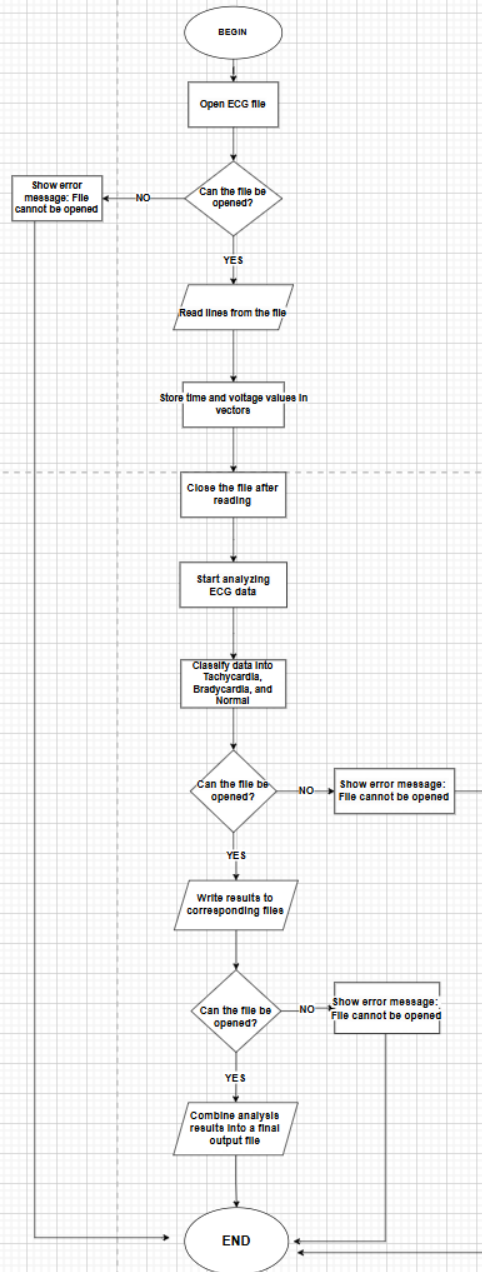 BEGIN
Open ECG file
Can the file be
opened?
NO
Show error
message: File
cannot be opened
YES
Read lines from the file
Store time and voltage values in
vectors
Close the file after
reading
Start analyzing
ECG data
Classify data into
Tachycardia,
Bradycardia, and
Normal
Can the file be
opened?
NO
Show error message:
File cannot be opened
YES
Write results to
corresponding files
Can the file be
opened?
NO
Show error message:
File cannot be opened
YES
Combine analysis
results into a final
output file
END